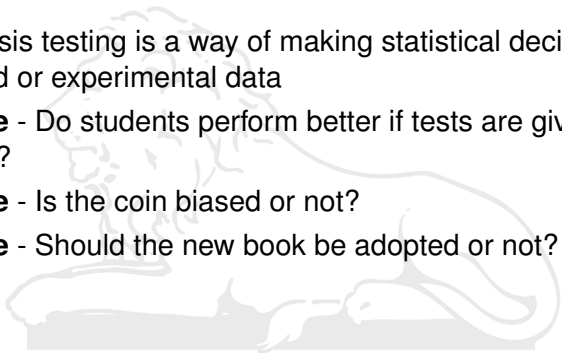 sis testing is a way of making statistical deci
d or experimental data
e - Do students perform better if tests are giv
?
e - Is the coin biased or not?
e - Should the new book be adopted or not?